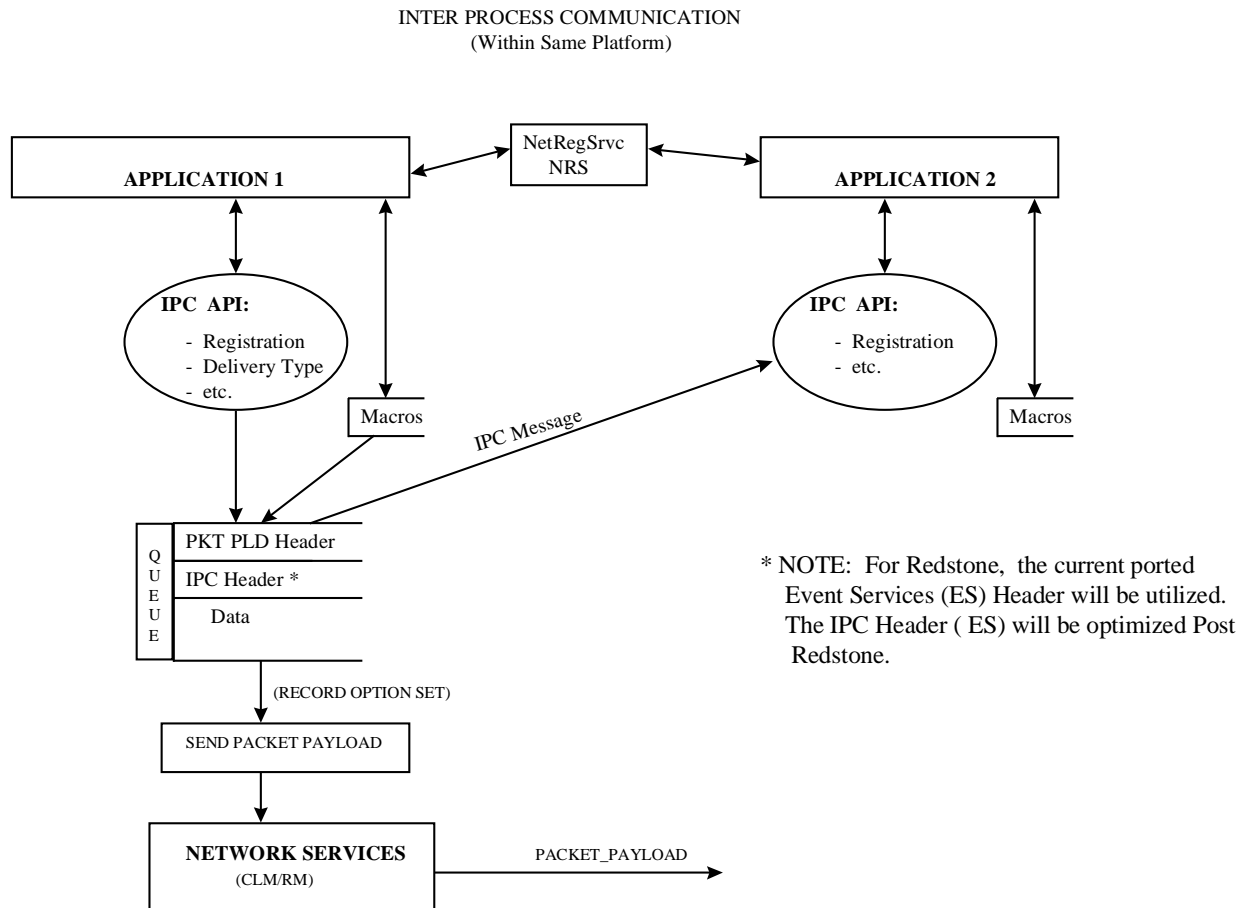 INTER PROCESS COMMUNICATION
(Within Same Platform)
NetRegSrvc
NRS
APPLICATION 1
APPLICATION 2
IPC API:
- Registration
- Delivery Type
- etc.
IPC API:
- Registration
- etc.
Macros
Macros
IPC Message
QUEUE
PKT PLD Header
IPC Header *
Data
* NOTE: For Redstone, the current ported
Event Services (ES) Header will be utilized.
The IPC Header ( ES) will be optimized Post
Redstone.
(RECORD OPTION SET)
SEND PACKET PAYLOAD
NETWORK SERVICES
(CLM/RM)
PACKET_PAYLOAD